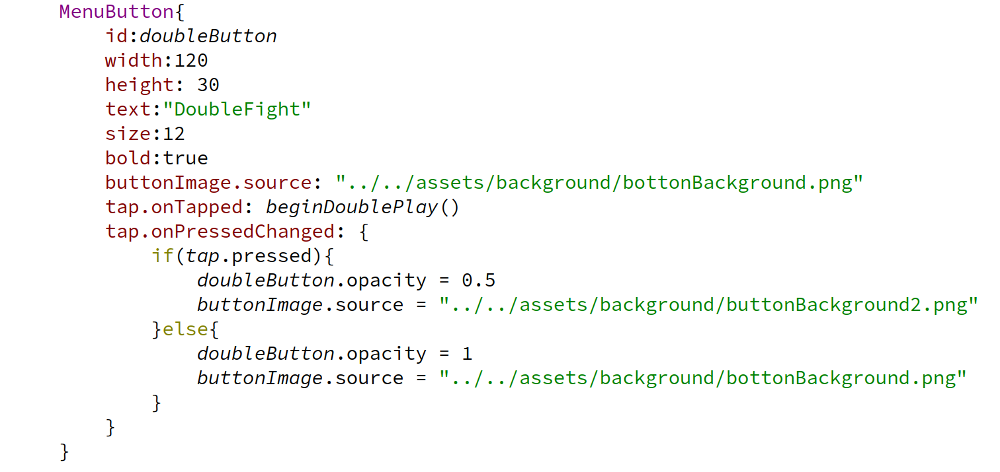 MenuButton{
    id:doubleButton
    width:120
    height: 30
    text:"DoubleFight"
    size:12
    bold:true
    buttonImage.source: "../../assets/background/bottonBackground.png"
    tap.onTapped: beginDoublePlay()
    tap.onPressedChanged: {
        if(tap.pressed){
            doubleButton.opacity = 0.5
            buttonImage.source = "../../assets/background/buttonBackground2.png"
        }else{
            doubleButton.opacity = 1
            buttonImage.source = "../../assets/background/bottonBackground.png"
        }
    }
}